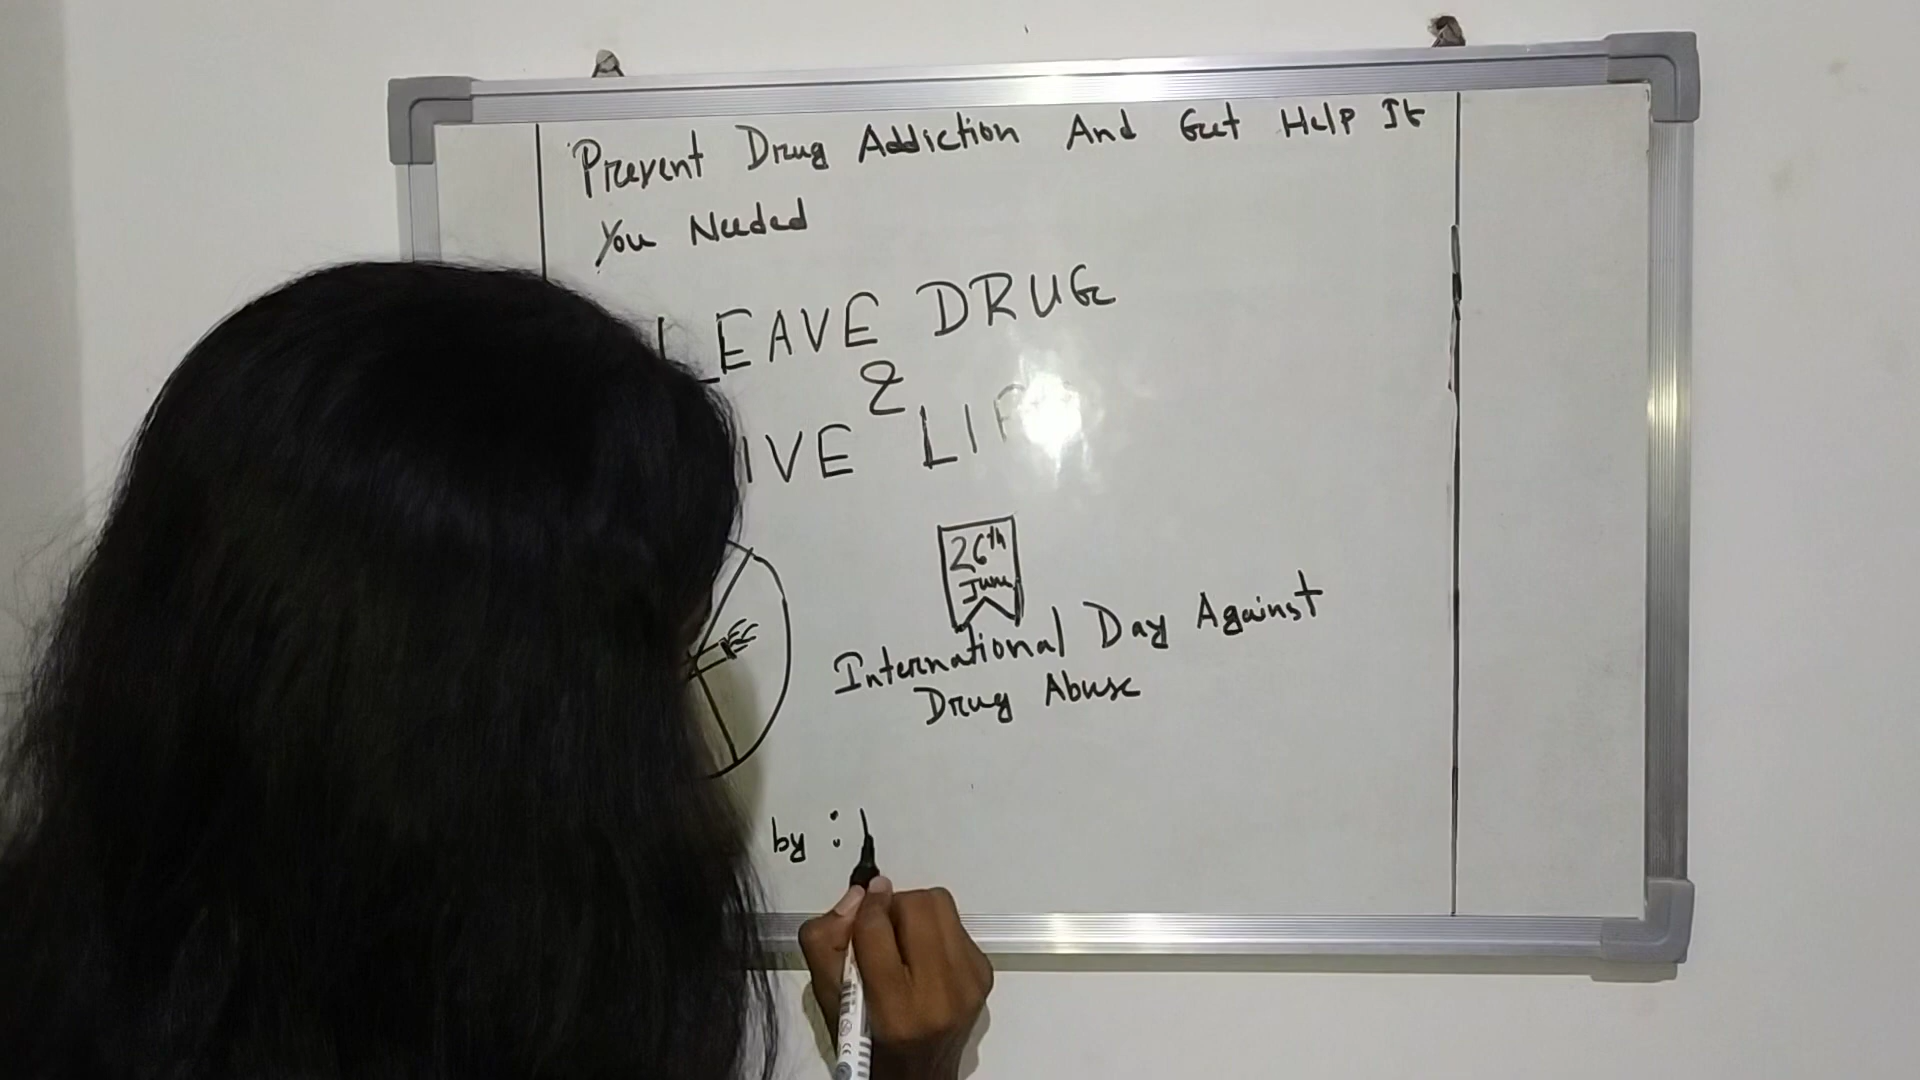 Prevent Drug Addiction And Get Help It
You Needed
LEAVE DRUG
&
IVE LIF
26th
June
International Day Against
Drug Abuse
by :